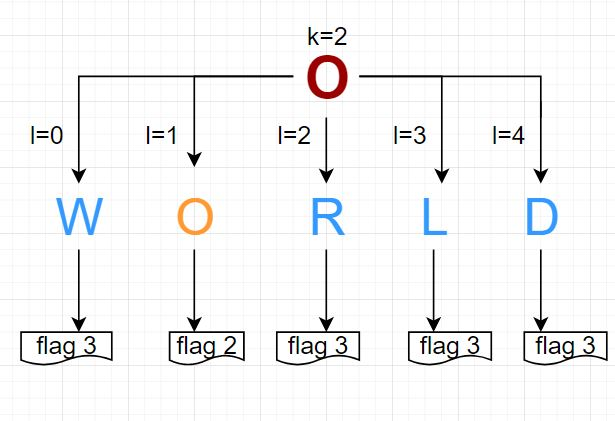 k=2
O
l=0 l=1 l=2 l=3 l=4
W O R L D
flag 3 flag 2 flag 3 flag 3 flag 3